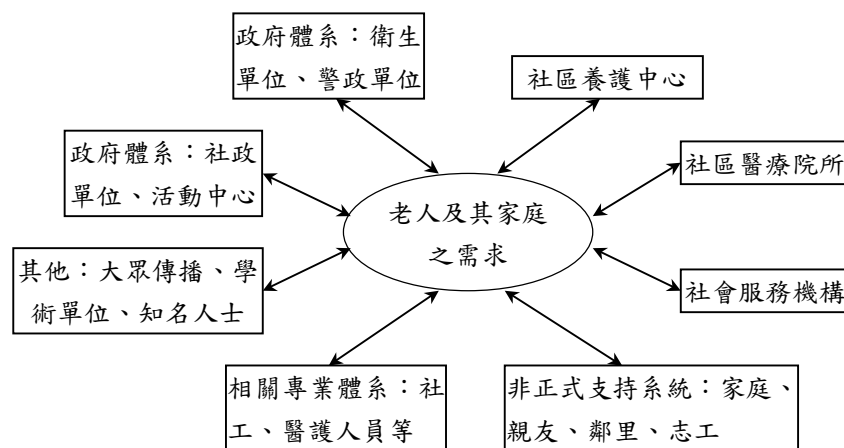 政府體系：衛生
單位、警政單位
社區養護中心
政府體系：社政
單位、活動中心
社區醫療院所
老人及其家庭
之需求
其他：大眾傳播、學
術單位、知名人士
社會服務機構
相關專業體系：社
工、醫護人員等
非正式支持系統：家庭、
親友、鄰里、志工